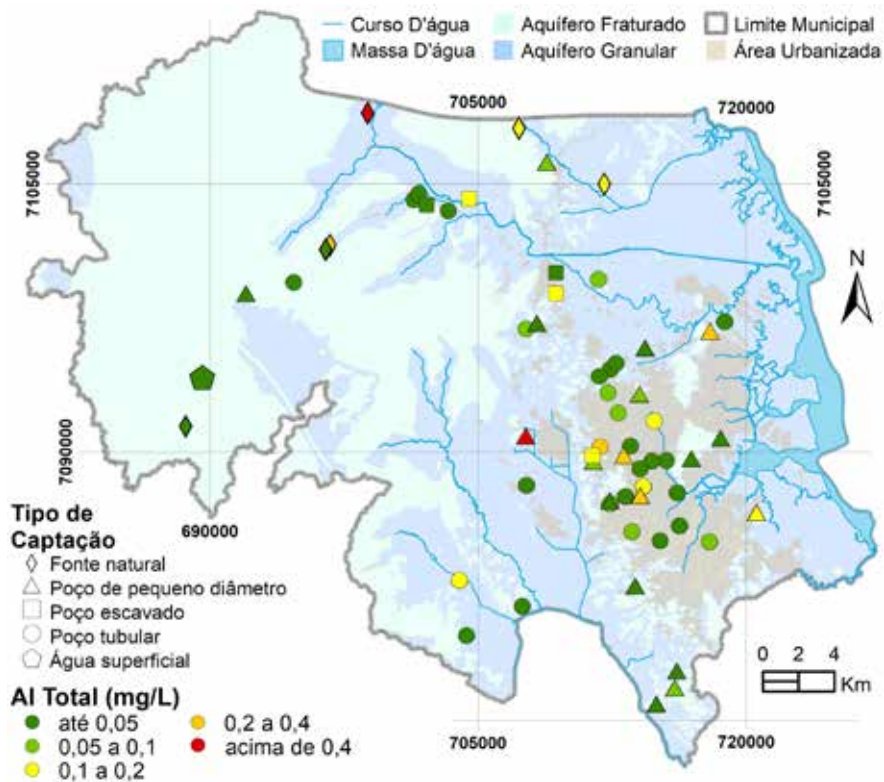 Curso D'água
Aquífero Fraturado
Limite Municipal
Massa D'água
Aquífero Granular
Área Urbanizada
705000
720000
7105000
7105000
N
7090000
7090000
690000
Tipo de
Captação
Fonte natural
Poço de pequeno diâmetro
Poço escavado
Poço tubular
Água superficial
Al Total (mg/L)
até 0,05
0,2 a 0,4
0,05 a 0,1
acima de 0,4
0,1 a 0,2
0 2 4
Km
705000
720000